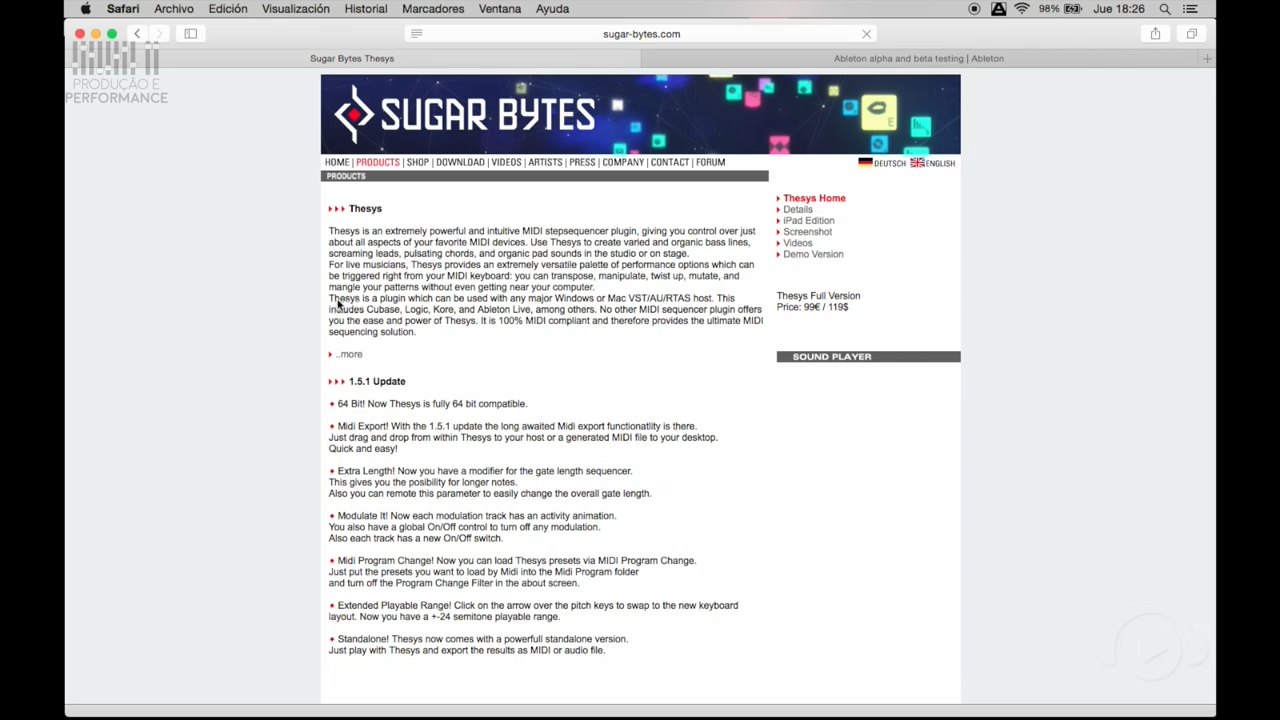 Safari Archivo Edición Visualización Historial Marcadores Ventana Ayuda 98% Jue 18:26
sugar-bytes.com
Sugar Bytes Thesys
Ableton alpha and beta testing | Ableton
PRODUÇÃO E
PERFORMANCE
SUGAR BYTES
E
HOME | PRODUCTS | SHOP | DOWNLOAD | VIDEOS | ARTISTS | PRESS | COMPANY | CONTACT | FORUM
DEUTSCH ENGLISH
PRODUCTS
Thesys
Thesys is an extremely powerful and intuitive MIDI stepsequencer plugin, giving you control over just
about all aspects of your favorite MIDI devices. Use Thesys to create varied and organic bass lines,
screaming leads, pulsating chords, and organic pad sounds in the studio or on stage.
For live musicians, Thesys provides an extremely versatile palette of performance options which can
be triggered right from your MIDI keyboard: you can transpose, manipulate, twist up, mutate, and
mangle your patterns without even getting near your computer.
Thesys is a plugin which can be used with any major Windows or Mac VST/AU/RTAS host. This
includes Cubase, Logic, Kore, and Ableton Live, among others. No other MIDI sequencer plugin offers
you the ease and power of Thesys. It is 100% MIDI compliant and therefore provides the ultimate MIDI
sequencing solution.
..more
1.5.1 Update
64 Bit! Now Thesys is fully 64 bit compatible.
Midi Export! With the 1.5.1 update the long awaited Midi export functionatlity is there.
Just drag and drop from within Thesys to your host or a generated MIDI file to your desktop.
Quick and easy!
Extra Length! Now you have a modifier for the gate length sequencer.
This gives you the posibility for longer notes.
Also you can remote this parameter to easily change the overall gate length.
Modulate It! Now each modulation track has an activity animation.
You also have a global On/Off control to turn off any modulation.
Also each track has a new On/Off switch.
Midi Program Change! Now you can load Thesys presets via MIDI Program Change.
Just put the presets you want to load by Midi into the Midi Program folder
and turn off the Program Change Filter in the about screen.
Extended Playable Range! Click on the arrow over the pitch keys to swap to the new keyboard
layout. Now you have a +-24 semitone playable range.
Standalone! Thesys now comes with a powerfull standalone version.
Just play with Thesys and export the results as MIDI or audio file.
Thesys Home
Details
iPad Edition
Screenshot
Videos
Demo Version
Thesys Full Version
Price: 99€ / 119$
SOUND PLAYER